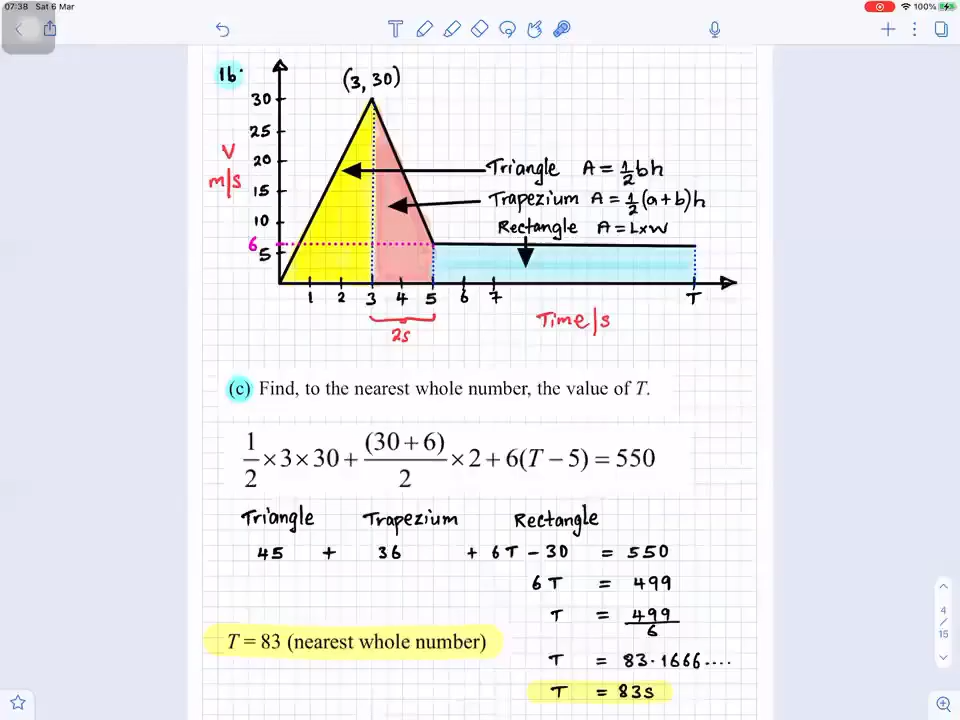 07:38 Sat 6 Mar
100%
16.
(3, 30)
30
25
20
15
10
6
5
V
m/s
Triangle A = 1/2 bh
Trapezium A = 1/2 (a+b)h
Rectangle A = L×W
1 2 3 4 5 6 7 T
2s
Time/s
(c) Find, to the nearest whole number, the value of T.
1/2 × 3 × 30 + (30 + 6)/2 × 2 + 6(T − 5) = 550
Triangle Trapezium Rectangle
45 + 36 + 6T - 30 = 550
6T = 499
T = 499/6
T = 83 (nearest whole number)
T = 83.1666....
T = 83s
4
/
15